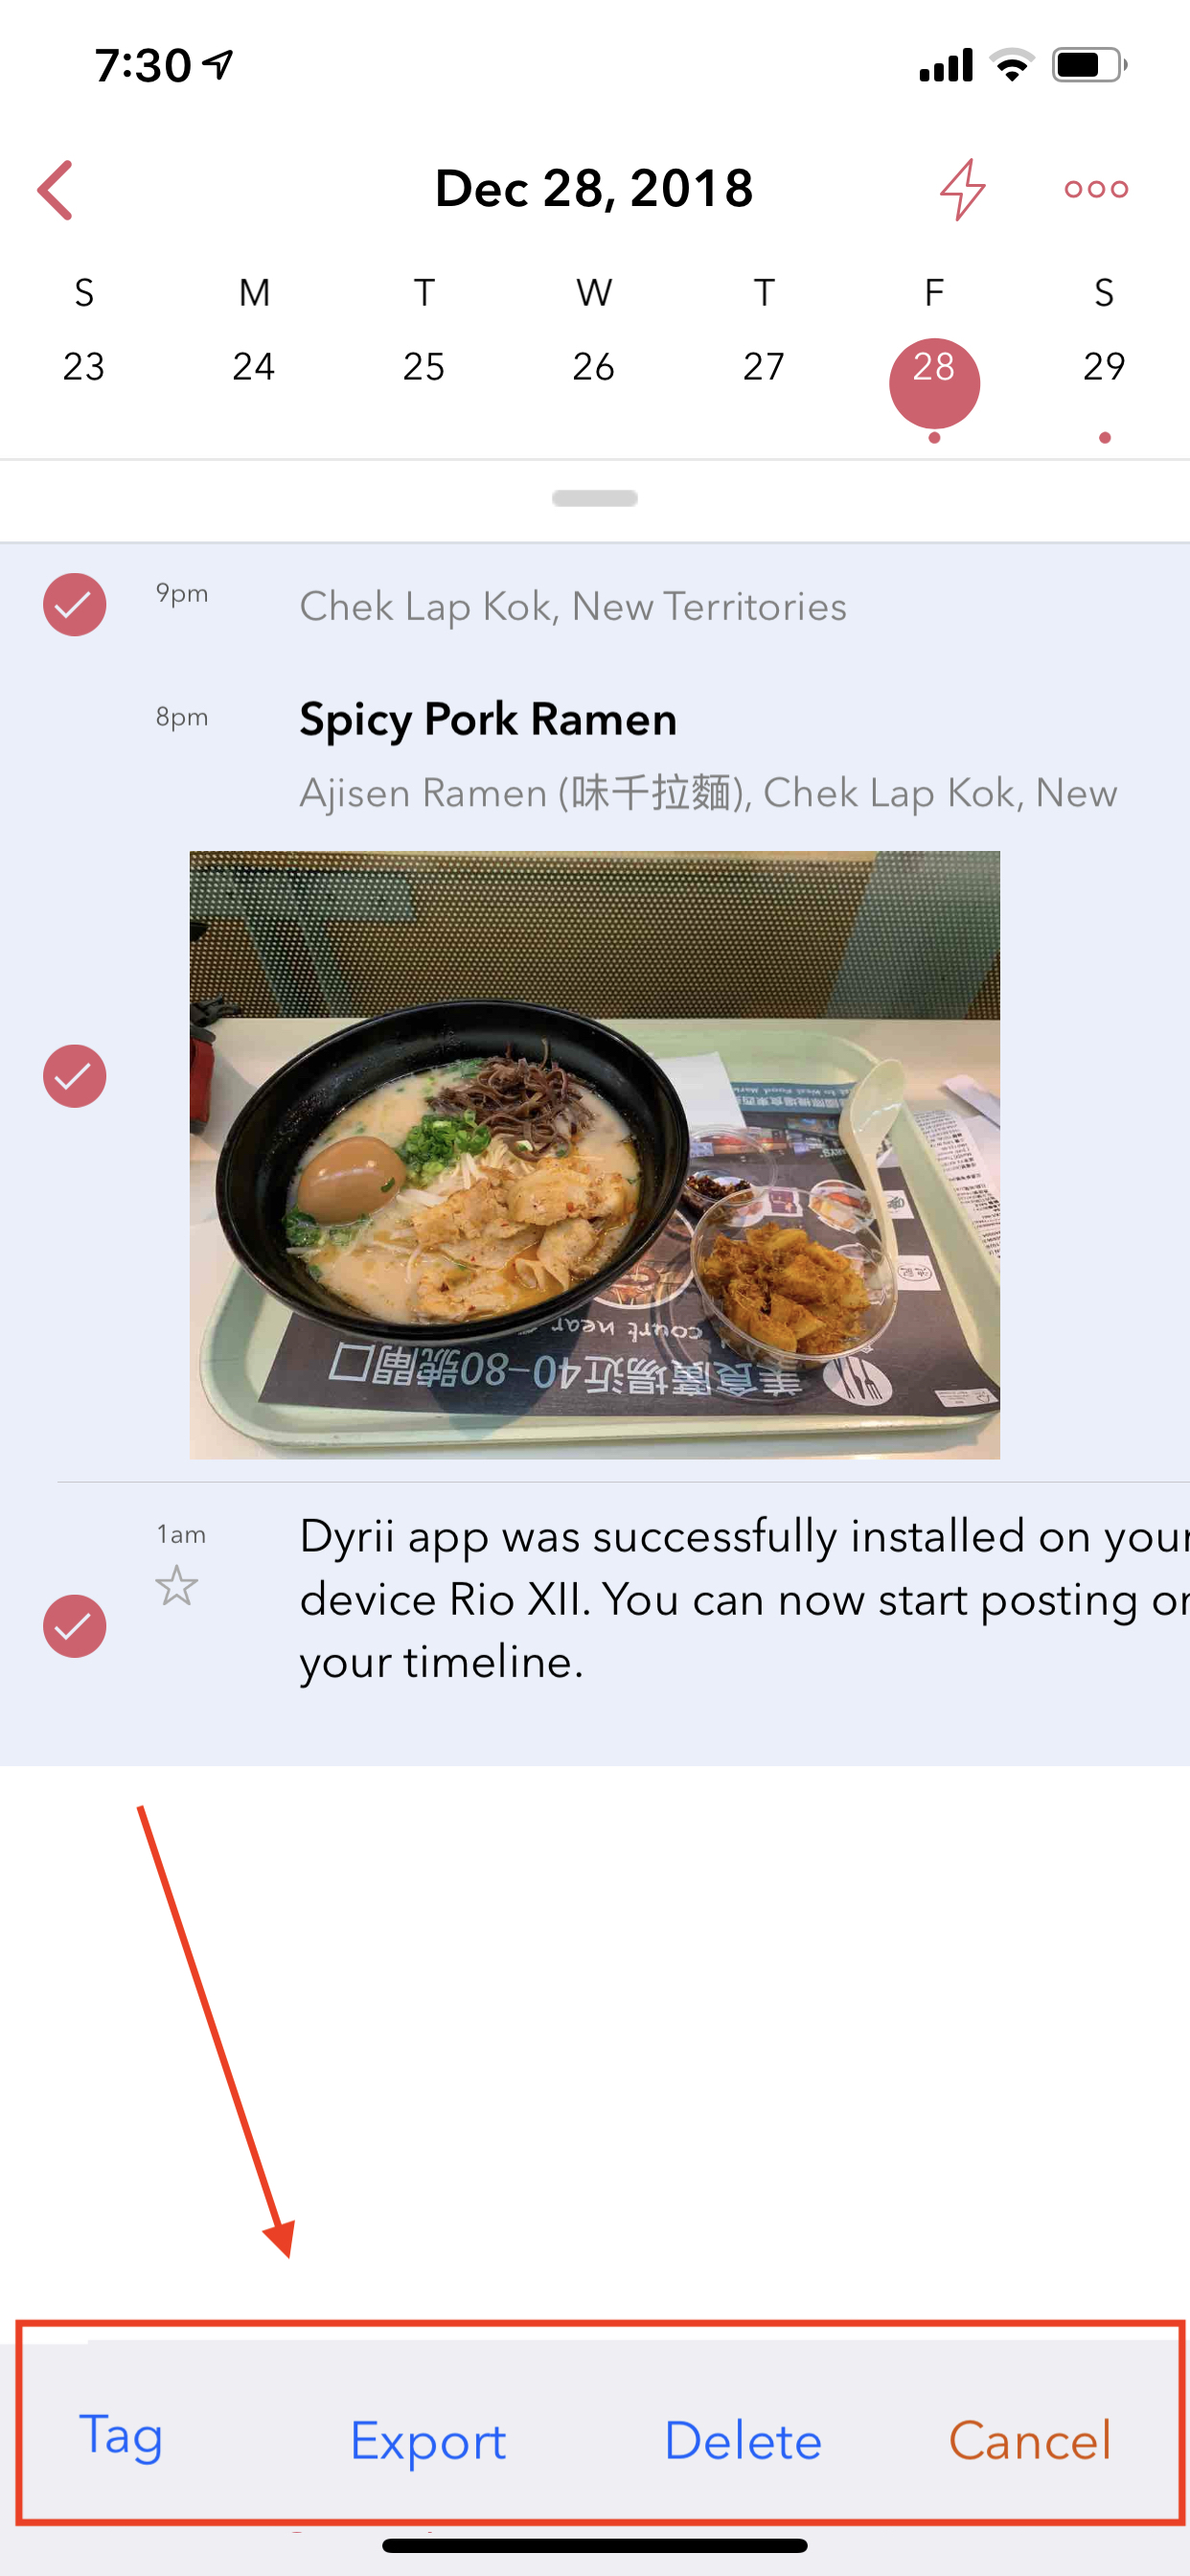 7:30
Dec 28, 2018
S M T W T F S
23 24 25 26 27 28 29
9pm
Chek Lap Kok, New Territories
8pm
Spicy Pork Ramen
Ajisen Ramen (味千拉麵), Chek Lap Kok, New
court near
美食廣場近40-80號閘口
1am
Dyrii app was successfully installed on your
device Rio XII. You can now start posting on
your timeline.
Tag Export Delete Cancel